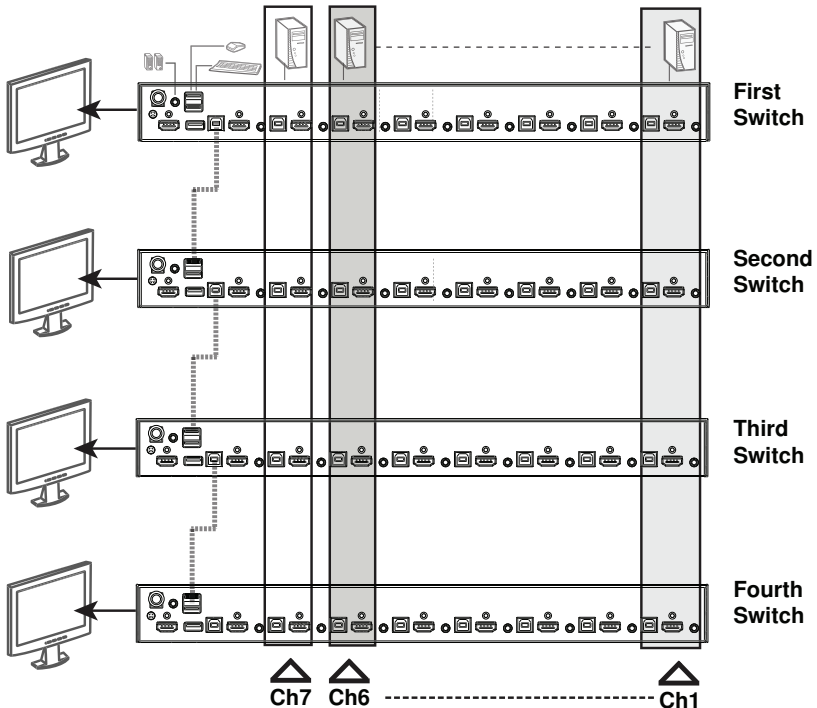 First
Switch
Second
Switch
Third
Switch
Fourth
Switch
Ch7 Ch6 Ch1